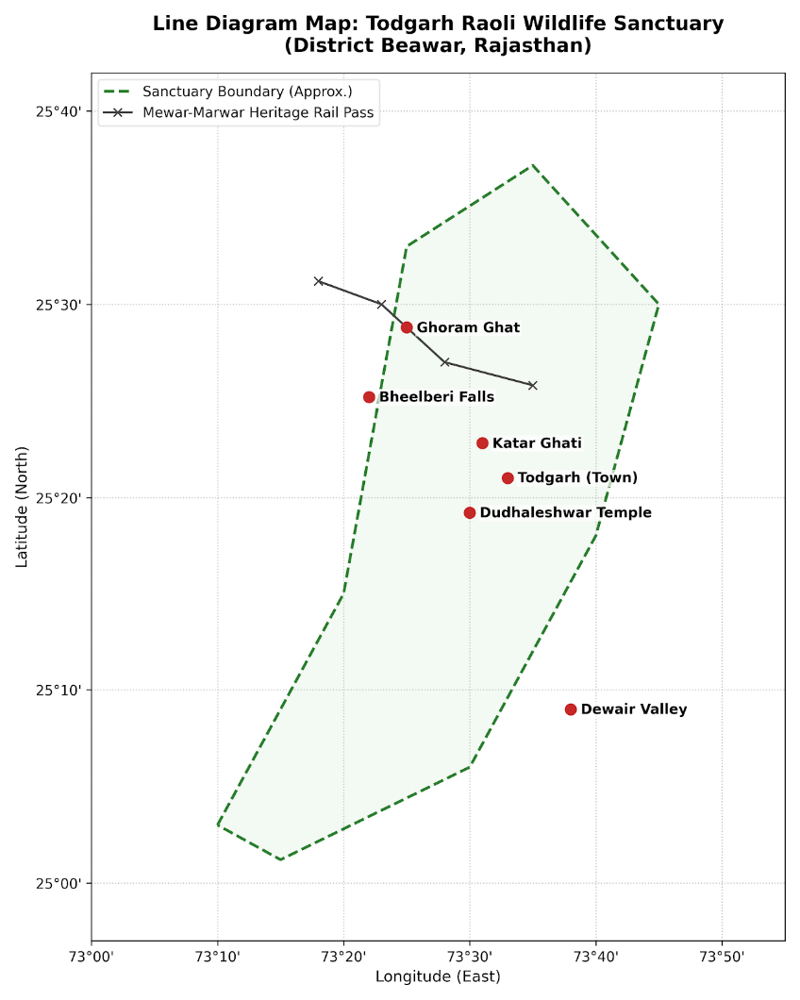 Line Diagram Map: Todgarh Raoli Wildlife Sanctuary
(District Beawar, Rajasthan)
Sanctuary Boundary (Approx.)
Mewar-Marwar Heritage Rail Pass
25°40'
25°30'
Ghoram Ghat
Bheelberi Falls
Katar Ghati
Todgarh (Town)
25°20'
Dudhaleshwar Temple
Latitude (North)
25°10'
Dewair Valley
25°00'
73°00'
73°10'
73°20'
73°30'
73°40'
73°50'
Longitude (East)